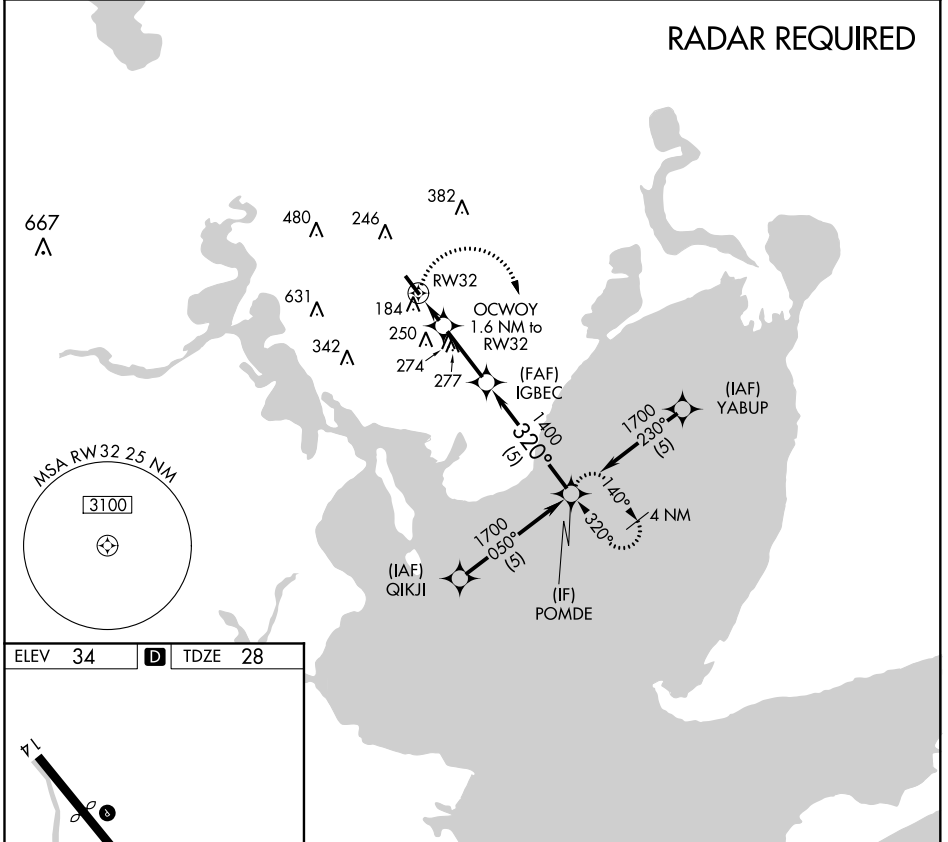 RADAR REQUIRED
667
480
246
382
RW32
631
184
OCWOY
1.6 NM to
RW32
250
342
274
277
(FAF)
IGBEC
(IAF)
YABUP
1400
320°
(5)
1700
230°
(5)
MSA RW32 25 NM
3100
140°
320°
4 NM
1700
050°
(5)
(IAF)
QIKJI
(IF)
POMDE
ELEV 34 D TDZE 28
14